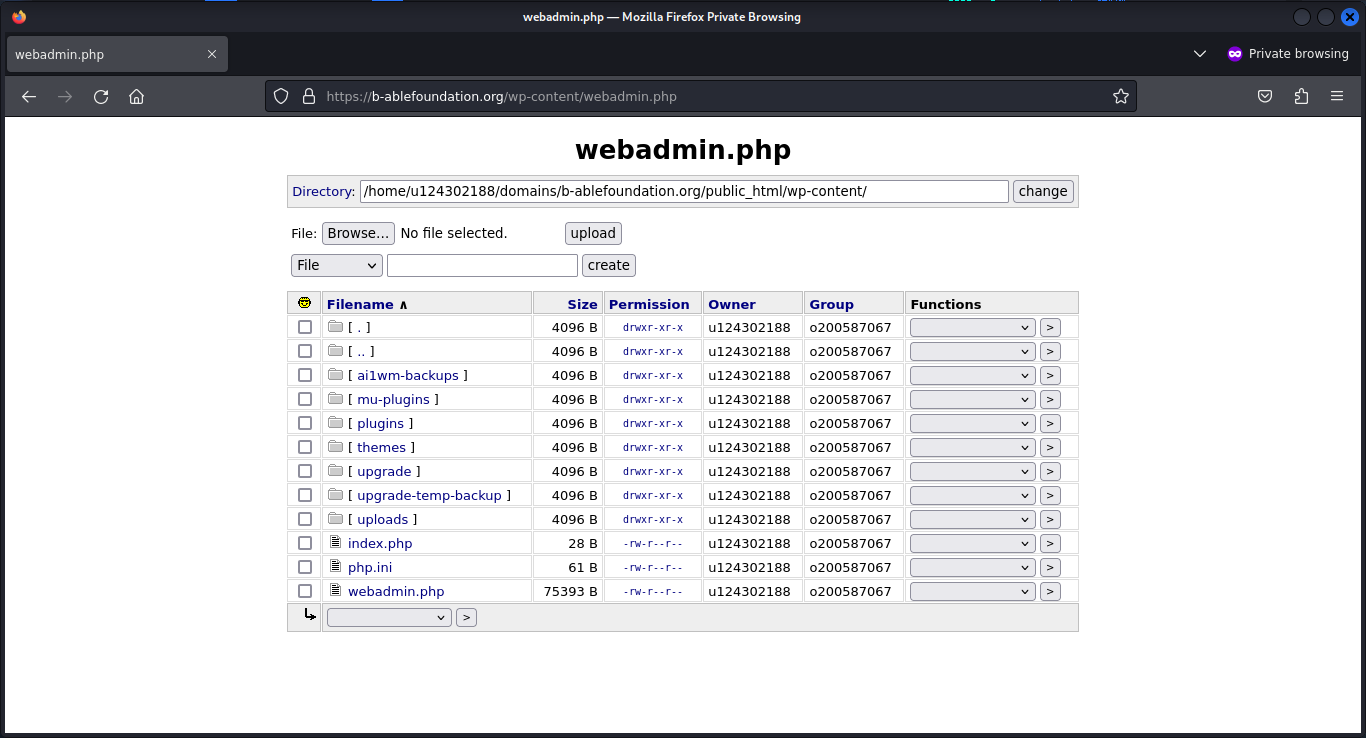 webadmin.php — Mozilla Firefox Private Browsing
webadmin.php
Private browsing
https://b-ablefoundation.org/wp-content/webadmin.php
webadmin.php
Directory: /home/u124302188/domains/b-ablefoundation.org/public_html/wp-content/ change
File: Browse... No file selected. upload
File create
Filename ∧ Size Permission Owner Group Functions
[ . ] 4096 B drwxr-xr-x u124302188 o200587067 >
[ .. ] 4096 B drwxr-xr-x u124302188 o200587067 >
[ ai1wm-backups ] 4096 B drwxr-xr-x u124302188 o200587067 >
[ mu-plugins ] 4096 B drwxr-xr-x u124302188 o200587067 >
[ plugins ] 4096 B drwxr-xr-x u124302188 o200587067 >
[ themes ] 4096 B drwxr-xr-x u124302188 o200587067 >
[ upgrade ] 4096 B drwxr-xr-x u124302188 o200587067 >
[ upgrade-temp-backup ] 4096 B drwxr-xr-x u124302188 o200587067 >
[ uploads ] 4096 B drwxr-xr-x u124302188 o200587067 >
index.php 28 B -rw-r--r-- u124302188 o200587067 >
php.ini 61 B -rw-r--r-- u124302188 o200587067 >
webadmin.php 75393 B -rw-r--r-- u124302188 o200587067 >
>